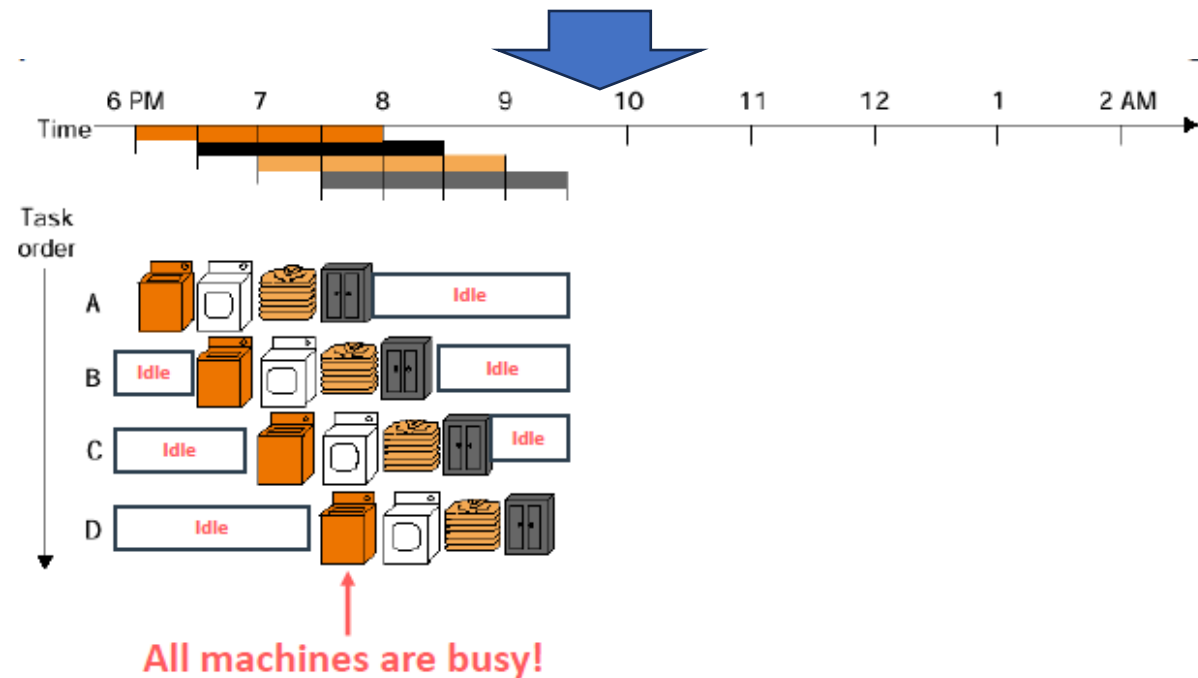 6 PM 7 8 9 10 11 12 1 2 AM
Time
Task
order
A Idle
B Idle Idle
C Idle Idle
D Idle
All machines are busy!